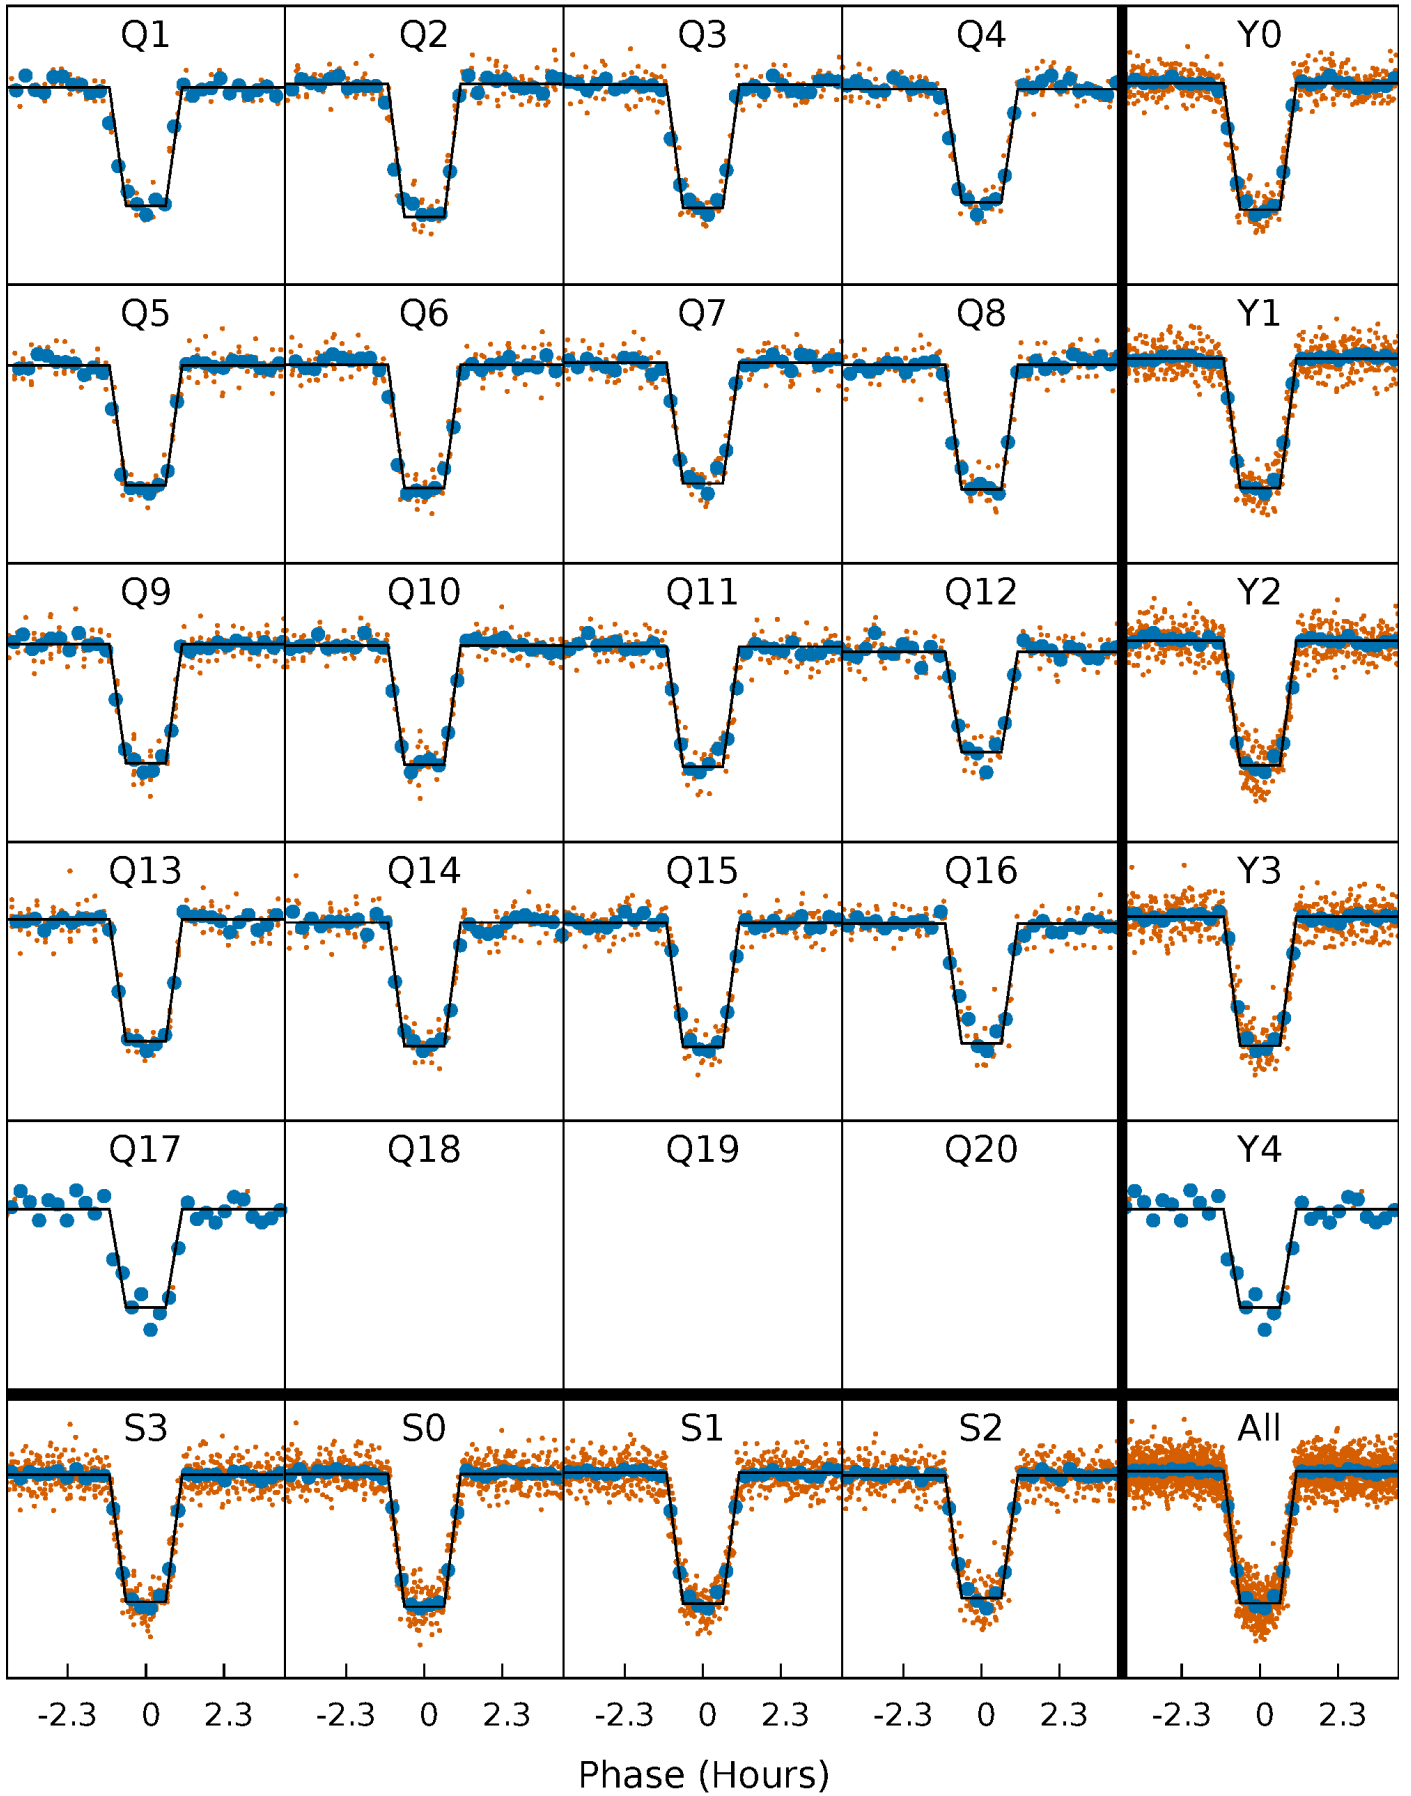 Q1 Q2 Q3 Q4 Y0
Q5 Q6 Q7 Q8 Y1
Q9 Q10 Q11 Q12 Y2
Q13 Q14 Q15 Q16 Y3
Q17 Q18 Q19 Q20 Y4
S3 S0 S1 S2 All
-2.3 0 2.3 -2.3 0 2.3 -2.3 0 2.3 -2.3 0 2.3 -2.3 0 2.3
Phase (Hours)